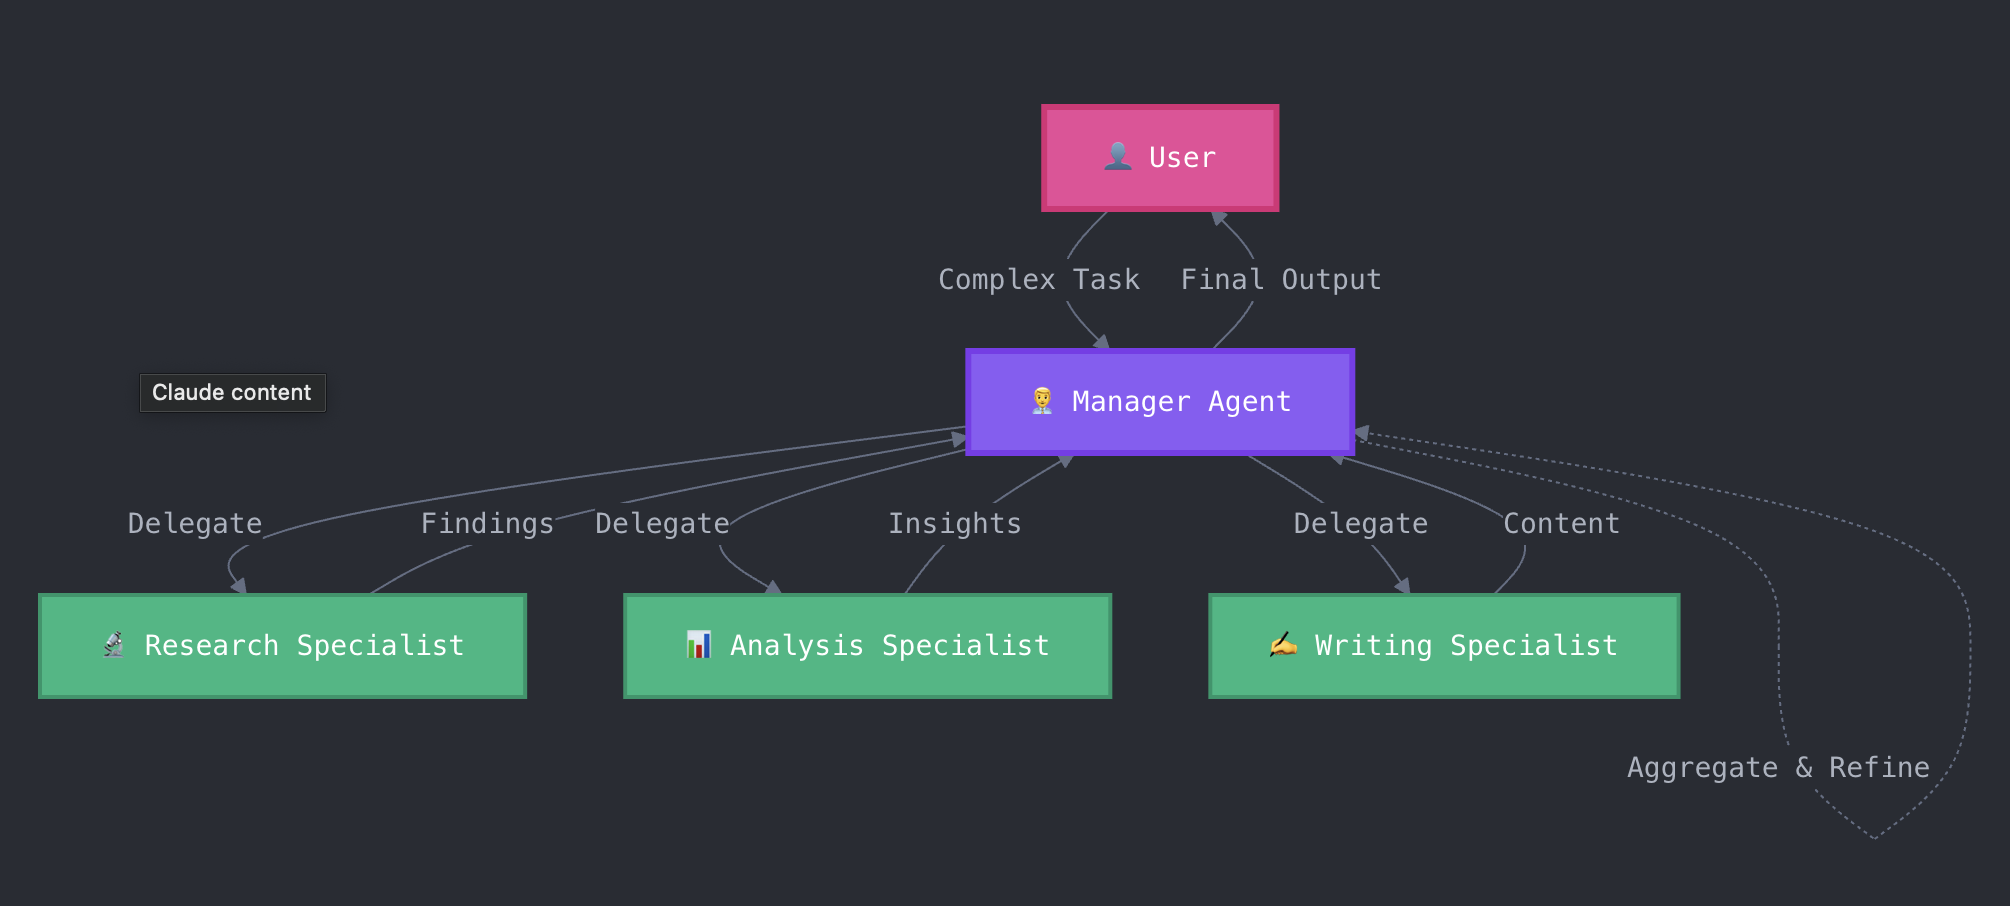 User
Complex Task
Final Output
Claude content
Manager Agent
Delegate
Findings
Delegate
Insights
Delegate
Content
Research Specialist
Analysis Specialist
Writing Specialist
Aggregate & Refine